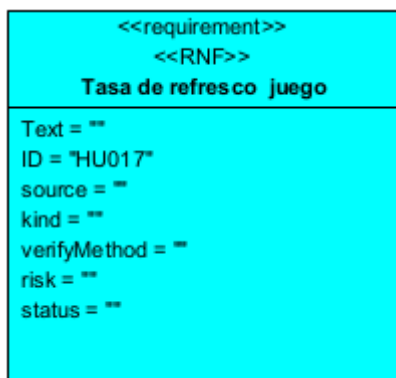 <<requirement>>
<<RNF>>
Tasa de refresco juego
Text = ""
ID = "HU017"
source = ""
kind = ""
verifyMethod = ""
risk = ""
status = ""